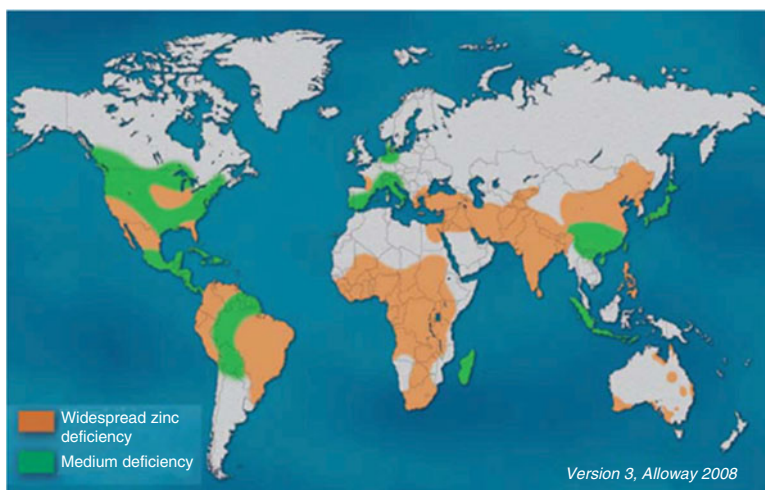 Widespread zinc
deficiency
Medium deficiency
Version 3, Alloway 2008